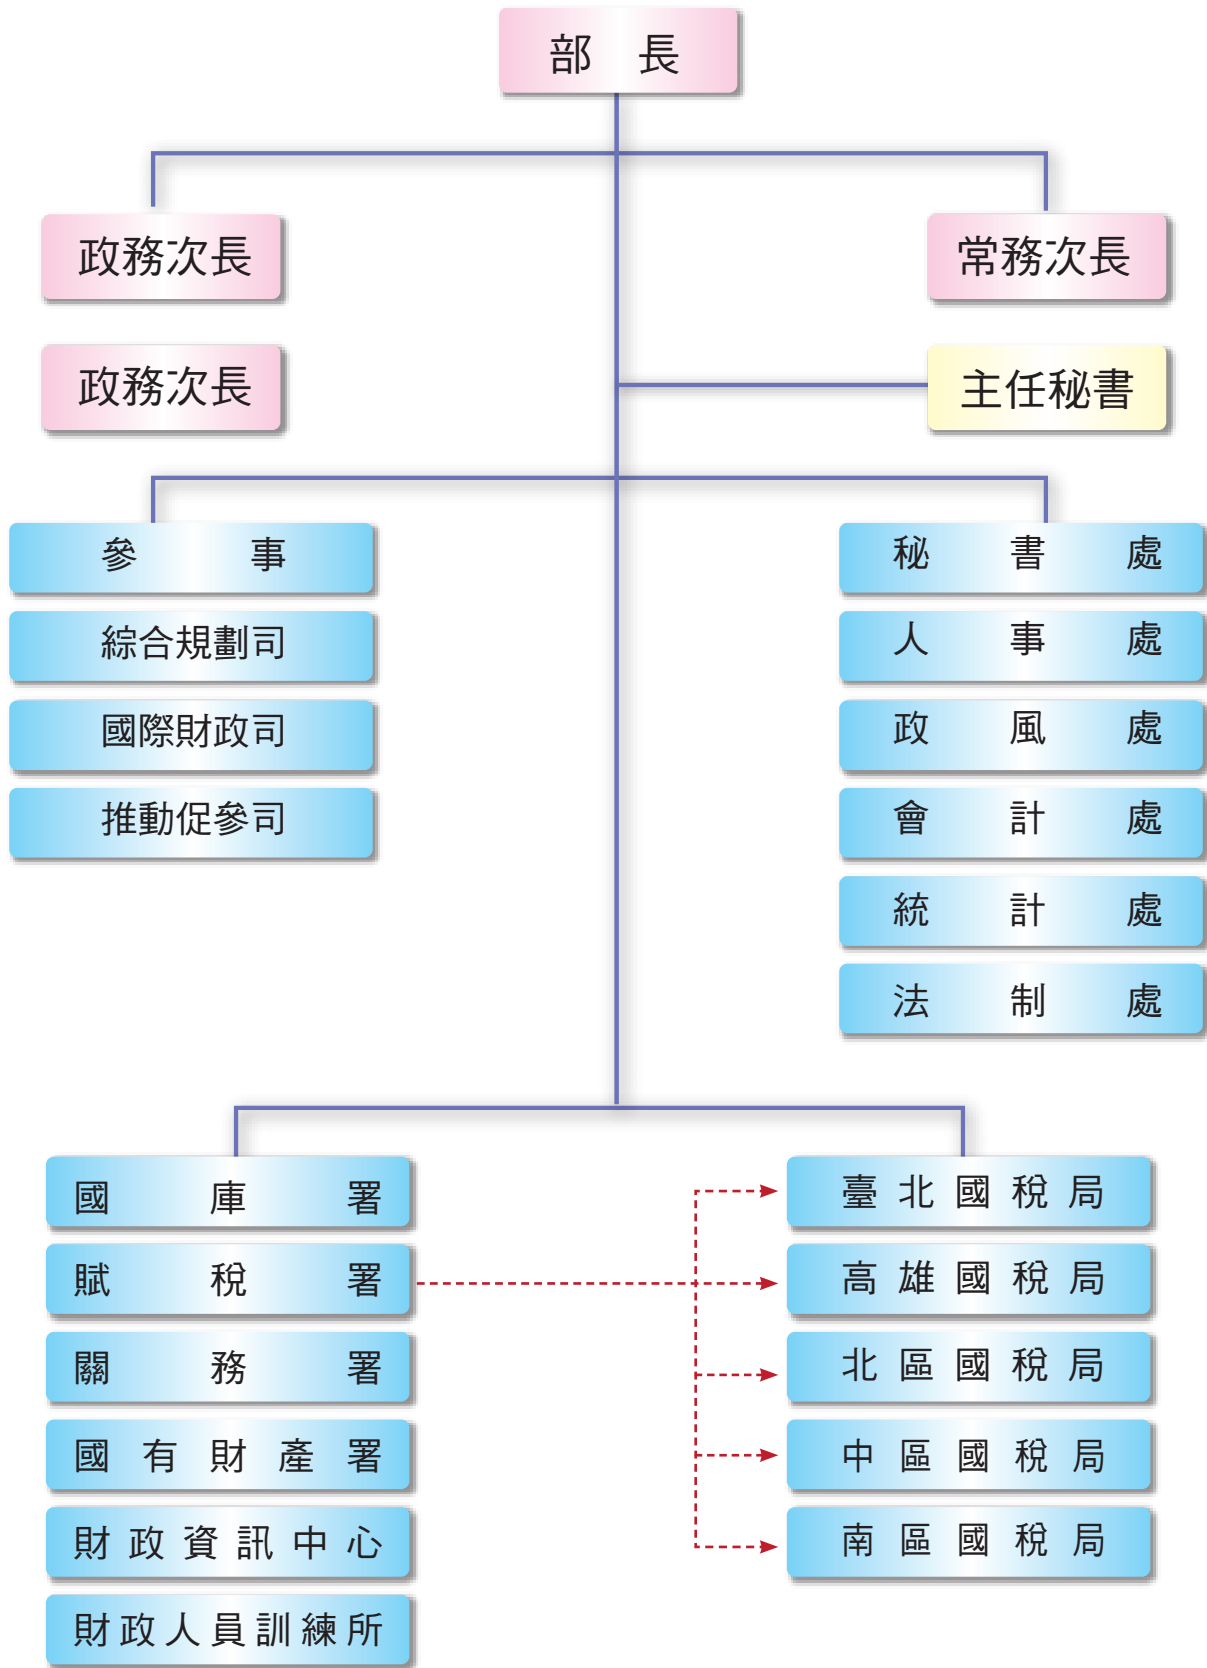 部長
政務次長
常務次長
政務次長
主任秘書
參事
綜合規劃司
國際財政司
推動促參司
秘書處
人事處
政風處
會計處
統計處
法制處
國庫署
賦稅署
關務署
國有財產署
財政資訊中心
財政人員訓練所
臺北國稅局
高雄國稅局
北區國稅局
中區國稅局
南區國稅局